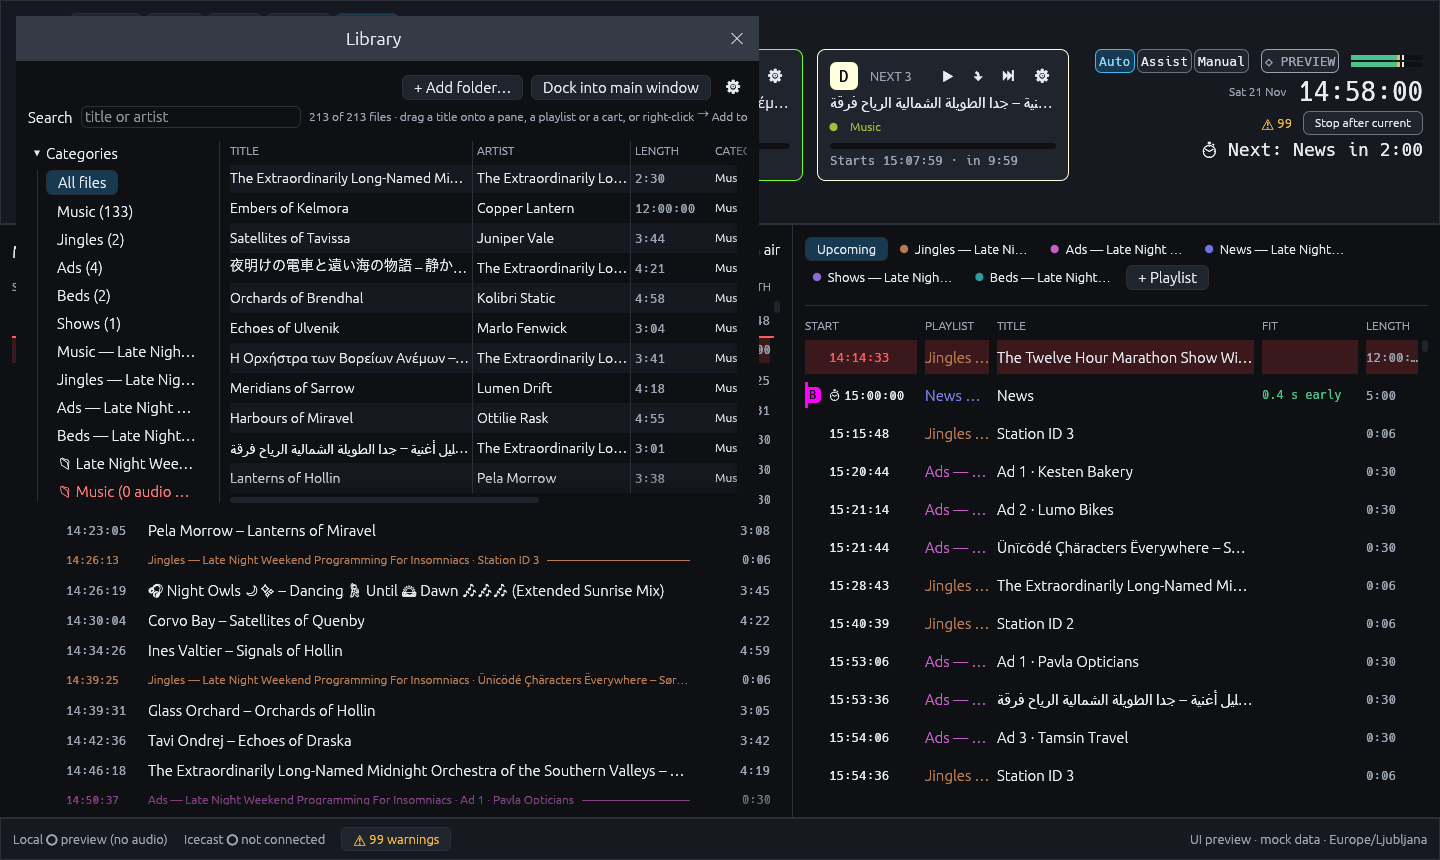 Library
+ Add folder… Dock into main window
Search title or artist 213 of 213 files · drag a title onto a pane, a playlist or a cart, or right-click → Add to
Categories
All files
Music (133)
Jingles (2)
Ads (4)
Beds (2)
Shows (1)
Music — Late Nigh…
Jingles — Late Nig…
Ads — Late Night …
Beds — Late Night…
Late Night Wee…
Music (0 audio …
TITLE ARTIST LENGTH CATEG
The Extraordinarily Long-Named Mi… The Extraordinarily Lo… 2:30 Mus
Embers of Kelmora Copper Lantern 12:00:00 Mus
Satellites of Tavissa Juniper Vale 3:44 Mus
夜明けの電車と遠い海の物語 – 静か… The Extraordinarily Lo… 4:21 Mus
Orchards of Brendhal Kolibri Static 4:58 Mus
Echoes of Ulvenik Marlo Fenwick 3:04 Mus
Η Ορχήστρα των Βορείων Ανέμων –… The Extraordinarily Lo… 3:41 Mus
Meridians of Sarrow Lumen Drift 4:18 Mus
Harbours of Miravel Ottilie Rask 4:55 Mus
ليل أغنية – جدا الطويلة الشمالية الرياح فرقة… The Extraordinarily Lo… 3:01 Mus
Lanterns of Hollin Pela Morrow 3:38 Mus
14:23:05 Pela Morrow – Lanterns of Miravel 3:08
14:26:13 Jingles — Late Night Weekend Programming For Insomniacs · Station ID 3 0:06
14:26:19 🎧 Night Owls 🌙✨ – Dancing 💃 Until 🌅 Dawn 🎶🎶🎶 (Extended Sunrise Mix) 3:45
14:30:04 Corvo Bay – Satellites of Quenby 4:22
14:34:26 Ines Valtier – Signals of Hollin 4:59
14:39:25 Jingles — Late Night Weekend Programming For Insomniacs · Ünïcödé Çhäracters Ëverywhere – Sør… 0:06
14:39:31 Glass Orchard – Orchards of Hollin 3:05
14:42:36 Tavi Ondrej – Echoes of Draska 3:42
14:46:18 The Extraordinarily Long-Named Midnight Orchestra of the Southern Valleys – … 4:19
14:50:37 Ads — Late Night Weekend Programming For Insomniacs · Ad 1 · Pavla Opticians 0:30
έμ…
D NEXT 3
نية – جدا الطويلة الشمالية الرياح فرقة…
Music
Starts 15:07:59 · in 9:59
Auto Assist Manual ◇ PREVIEW
Sat 21 Nov 14:58:00
⚠ 99 Stop after current
Next: News in 2:00
air
TH
48
00
25
31
30
30
30
Upcoming Jingles — Late Ni… Ads — Late Night … News — Late Night…
Shows — Late Nigh… Beds — Late Night… + Playlist
START PLAYLIST TITLE FIT LENGTH
14:14:33 Jingles … The Twelve Hour Marathon Show Wi… 12:00:…
B 15:00:00 News … News 0.4 s early 5:00
15:15:48 Jingles … Station ID 3 0:06
15:20:44 Ads — … Ad 1 · Kesten Bakery 0:30
15:21:14 Ads — … Ad 2 · Lumo Bikes 0:30
15:21:44 Ads — … Ünïcödé Çhäracters Ëverywhere – S… 0:30
15:28:43 Jingles … The Extraordinarily Long-Named Mi… 0:06
15:40:39 Jingles … Station ID 2 0:06
15:53:06 Ads — … Ad 1 · Pavla Opticians 0:30
15:53:36 Ads — … ليل أغنية – جدا الطويلة الشمالية الرياح فرقة… 0:30
15:54:06 Ads — … Ad 3 · Tamsin Travel 0:30
15:54:36 Jingles … Station ID 3 0:06
Local preview (no audio) Icecast not connected ⚠ 99 warnings
UI preview · mock data · Europe/Ljubljana